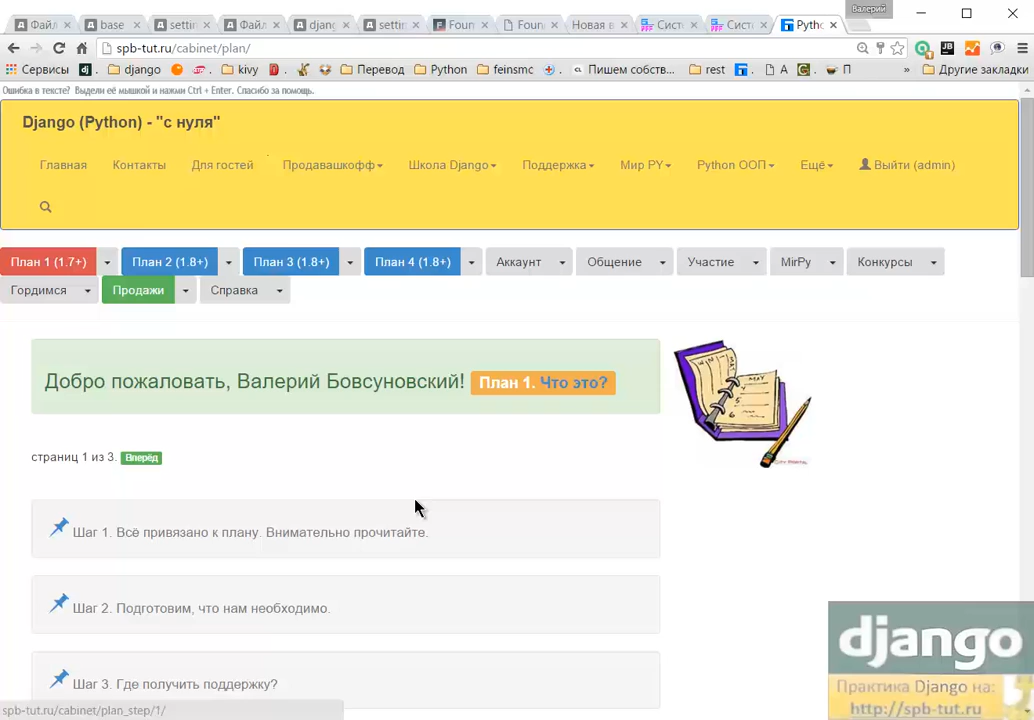 Файл
base
settin
Файл
djang
settin
Foun
Foun
Новая в
Систе
Систе
Pytho
Валерий
spb-tut.ru/cabinet/plan/
Сервисы
django
kivy
Перевод
Python
feinsmc
Пишем собств...
rest
А
П
»
Другие закладки
Ошибка в тексте? Выдели её мышкой и нажми Ctrl + Enter. Спасибо за помощь.
Django (Python) - "с нуля"
Главная Контакты Для гостей Продавашкофф Школа Django Поддержка Мир PY Python ООП Ещё Выйти (admin)
План 1 (1.7+) План 2 (1.8+) План 3 (1.8+) План 4 (1.8+) Аккаунт Общение Участие MirPy Конкурсы
Гордимся Продажи Справка
Добро пожаловать, Валерий Бовсуновский! План 1. Что это?
страниц 1 из 3. Вперёд
Шаг 1. Всё привязано к плану. Внимательно прочитайте.
Шаг 2. Подготовим, что нам необходимо.
Шаг 3. Где получить поддержку?
django
Практика Django на:
http://spb-tut.ru
spb-tut.ru/cabinet/plan_step/1/